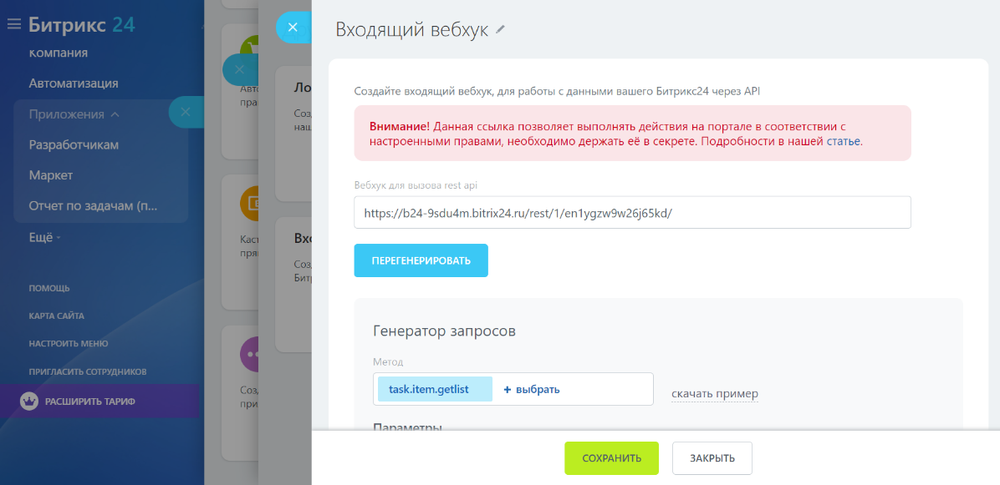 Битрикс 24
компания
Автоматизация
Приложения
Разработчикам
Маркет
Отчет по задачам (п...
Ещё
ПОМОЩЬ
КАРТА САЙТА
НАСТРОИТЬ МЕНЮ
ПРИГЛАСИТЬ СОТРУДНИКОВ
РАСШИРИТЬ ТАРИФ
Авто
пра
Каст
пря
Соз
при
Ло
Соз
наш
Вхо
Соз
Бит
Входящий вебхук
Создайте входящий вебхук, для работы с данными вашего Битрикс24 через API
Внимание! Данная ссылка позволяет выполнять действия на портале в соответствии с
настроенными правами, необходимо держать её в секрете. Подробности в нашей статье.
Вебхук для вызова rest api
https://b24-9sdu4m.bitrix24.ru/rest/1/en1ygzw9w26j65kd/
ПЕРЕГЕНЕРИРОВАТЬ
Генератор запросов
Метод
task.item.getlist + выбрать
скачать пример
Параметры
СОХРАНИТЬ
ЗАКРЫТЬ